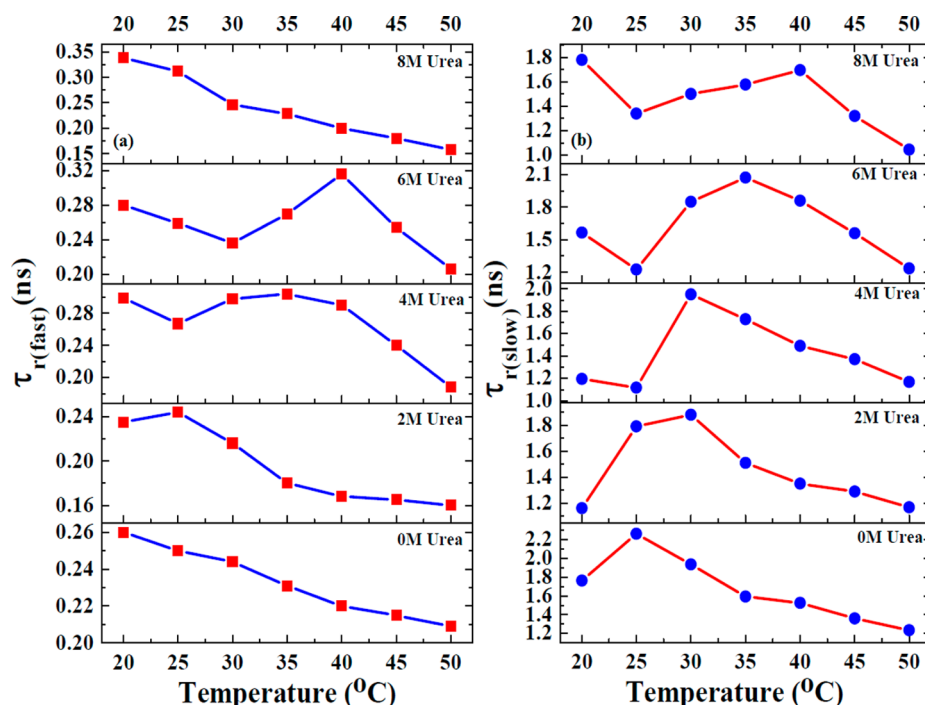 20 25 30 35 40 45 50
0.35
0.30
0.25
0.20
0.15
8M Urea
(a)
0.32
0.28
0.24
0.20
6M Urea
0.28
0.24
0.20
4M Urea
0.24
0.20
0.16
2M Urea
0.26
0.24
0.22
0.20
0M Urea
τr(fast)(ns)
20 25 30 35 40 45 50
Temperature (OC)
20 25 30 35 40 45 50
1.8
1.6
1.4
1.2
1.0
8M Urea
(b)
2.1
1.8
1.5
1.2
6M Urea
2.0
1.8
1.6
1.4
1.2
1.0
4M Urea
1.8
1.6
1.4
1.2
2M Urea
2.2
2.0
1.8
1.6
1.4
1.2
0M Urea
τr(slow)(ns)
20 25 30 35 40 45 50
Temperature (OC)